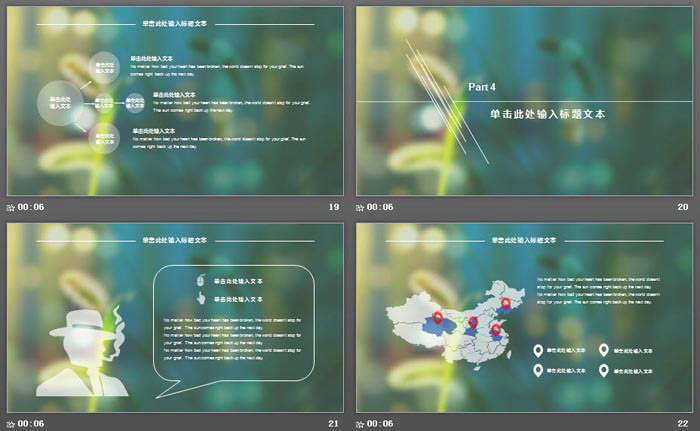 单击此处输入标题文本
单击此处
输入文本
单击此处
输入文本
单击此处
输入文本
单击此处
输入文本
单击此处
输入文本
单击此处输入文本
No matter how bad your heart has been broken, the world doesnt stop for your grief. The sun
comes right back up the next day.
单击此处输入文本
No matter how bad your heart has been broken, the world doesnt stop for your grief.
The sun comes right back up the next day.
单击此处输入文本
No matter how bad your heart has been broken, the world doesnt stop for your grief. The sun
comes right back up the next day.
00:06
19
Part 4
单击此处输入标题文本
00:06
20
单击此处输入标题文本
单击此处输入文本
单击此处输入文本
No matter how bad your heart has been broken, the world doesnt stop for
your grief. The sun comes right back up the next day.
No matter how bad your heart has been broken, the world doesnt stop for
your grief. The sun comes right back up the next day.
No matter how bad your heart has been broken, the world doesnt stop for
your grief. The sun comes right back up the next day.
00:06
21
单击此处输入标题文本
No matter how bad your heart has been broken, the world doesnt
stop for your grief. The sun comes right back up the next day.
No matter how bad your heart has been broken, the world doesnt
stop for your grief. The sun comes right back up the next day.
单击此处输入文本
单击此处输入文本
单击此处输入文本
单击此处输入文本
00:06
22